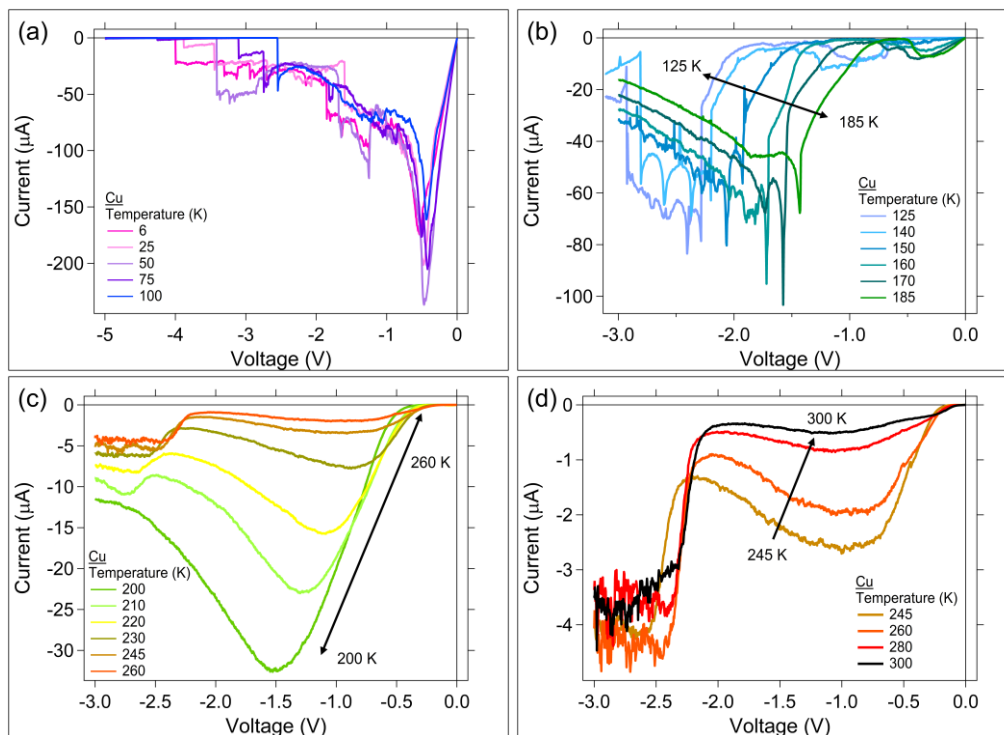 (a)
Current (µA)
0
-50
-100
-150
-200
Cu
Temperature (K)
6
25
50
75
100
-5
-4
-3
-2
-1
0
Voltage (V)
(b)
Current (µA)
0
-20
-40
-60
-80
-100
125 K
185 K
Cu
Temperature (K)
125
140
150
160
170
185
-3.0
-2.0
-1.0
0.0
Voltage (V)
(c)
Current (µA)
0
-5
-10
-15
-20
-25
-30
260 K
200 K
Cu
Temperature (K)
200
210
220
230
245
260
-3.0
-2.5
-2.0
-1.5
-1.0
-0.5
0.0
Voltage (V)
(d)
Current (µA)
0
-1
-2
-3
-4
300 K
245 K
Cu
Temperature (K)
245
260
280
300
-3.0
-2.5
-2.0
-1.5
-1.0
-0.5
0.0
Voltage (V)